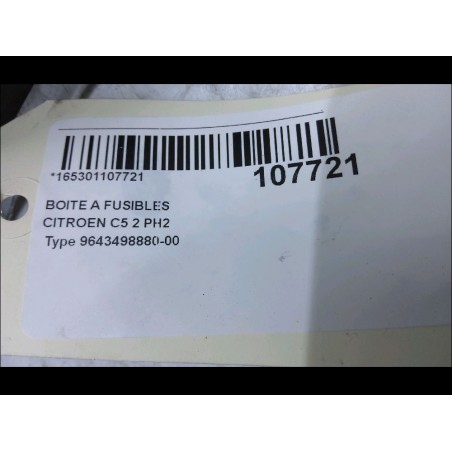 *165301107721
107721
BOITE A FUSIBLES
CITROEN C5 2 PH2
Type 9643498880-00